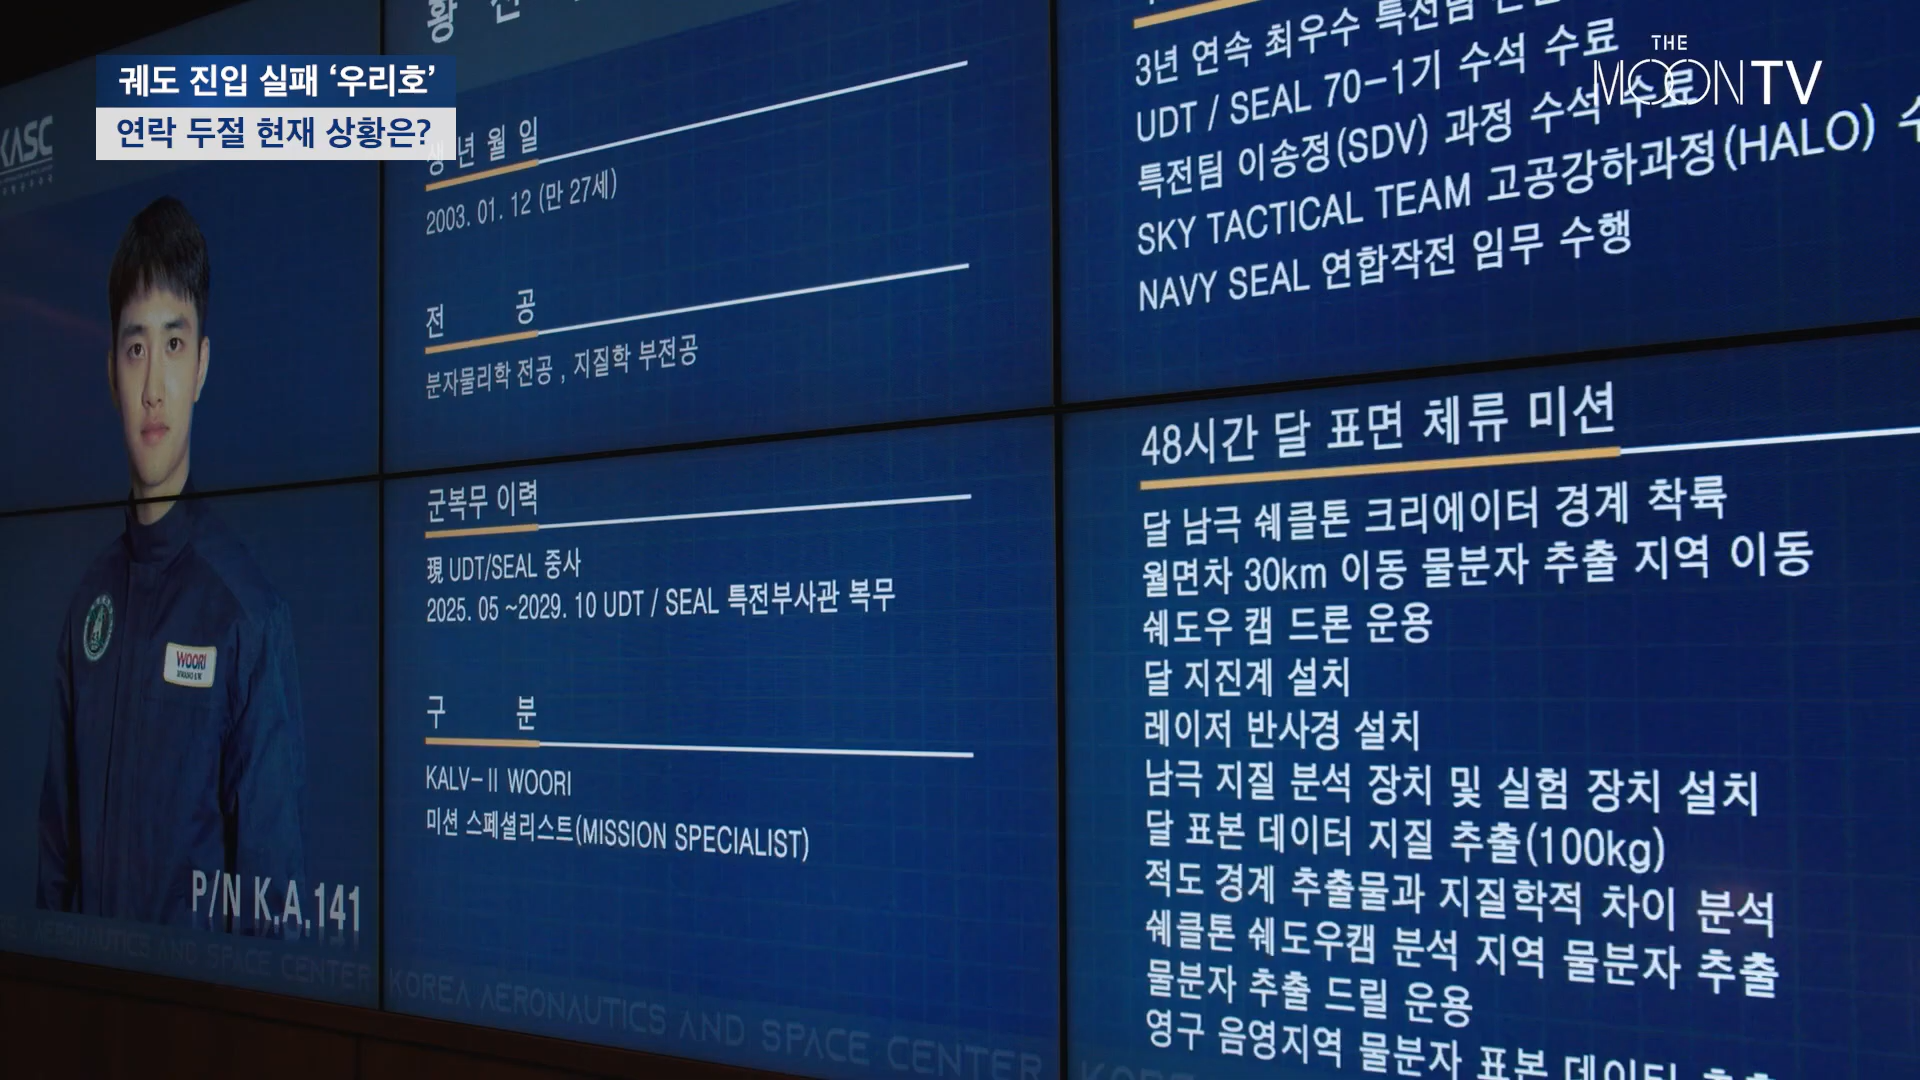 궤도 진입 실패 ‘우리호’
연락 두절 현재 상황은?
THE
MOONTV
KASC
황 선
생 년 월 일
2003. 01. 12 (만 27세)
전 공
분자물리학 전공 , 지질학 부전공
군복무 이력
現 UDT/SEAL 중사
2025. 05 ~2029. 10 UDT / SEAL 특전부사관 복무
구 분
KALV-II WOORI
미션 스페셜리스트(MISSION SPECIALIST)
WOORI
P/N K.A.141
3년 연속 최우수 특전팀
UDT / SEAL 70-1기 수석 수료
특전팀 이송정(SDV) 과정 수석 수료
SKY TACTICAL TEAM 고공강하과정(HALO)
NAVY SEAL 연합작전 임무 수행
48시간 달 표면 체류 미션
달 남극 쉐클톤 크리에이터 경계 착륙
월면차 30km 이동 물분자 추출 지역 이동
쉐도우 캠 드론 운용
달 지진계 설치
레이저 반사경 설치
남극 지질 분석 장치 및 실험 장치 설치
달 표본 데이터 지질 추출(100kg)
적도 경계 추출물과 지질학적 차이 분석
쉐클톤 쉐도우캠 분석 지역 물분자 추출
물분자 추출 드릴 운용
영구 음영지역 물분자 표본 데이터
AERONAUTICS AND SPACE CENTER
KOREA AERONAUTICS AND SPACE CENTER